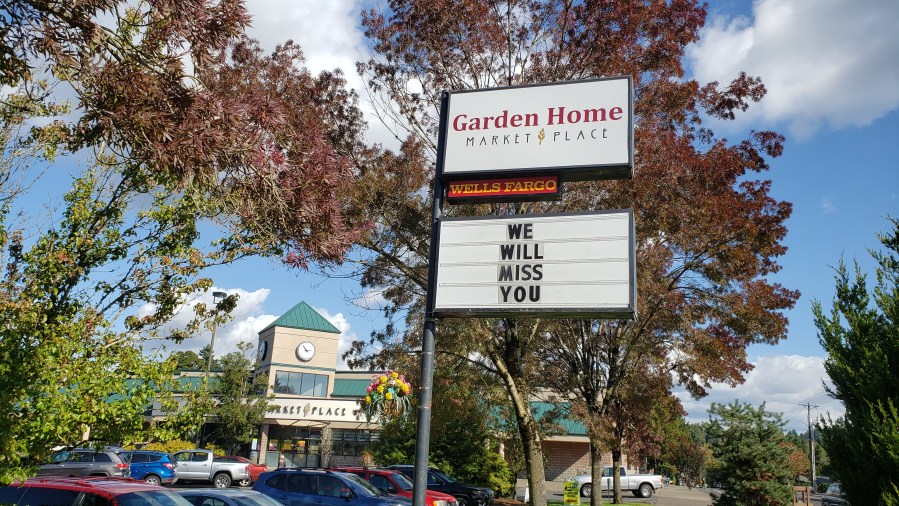 Garden Home
MARKET PLACE
WELLS FARGO
WE
WILL
MISS
YOU
MARKET PLACE